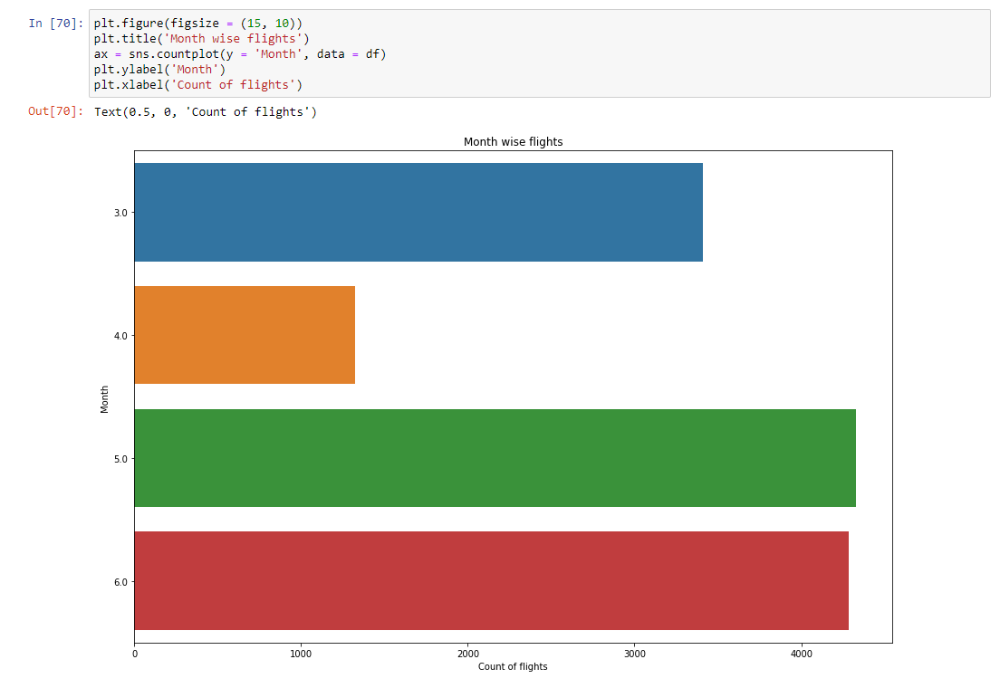 In [70]: plt.figure(figsize = (15, 10))
plt.title('Month wise flights')
ax = sns.countplot(y = 'Month', data = df)
plt.ylabel('Month')
plt.xlabel('Count of flights')
Out[70]: Text(0.5, 0, 'Count of flights')
Month wise flights
3.0
4.0
Month
5.0
6.0
0 1000 2000 3000 4000
Count of flights